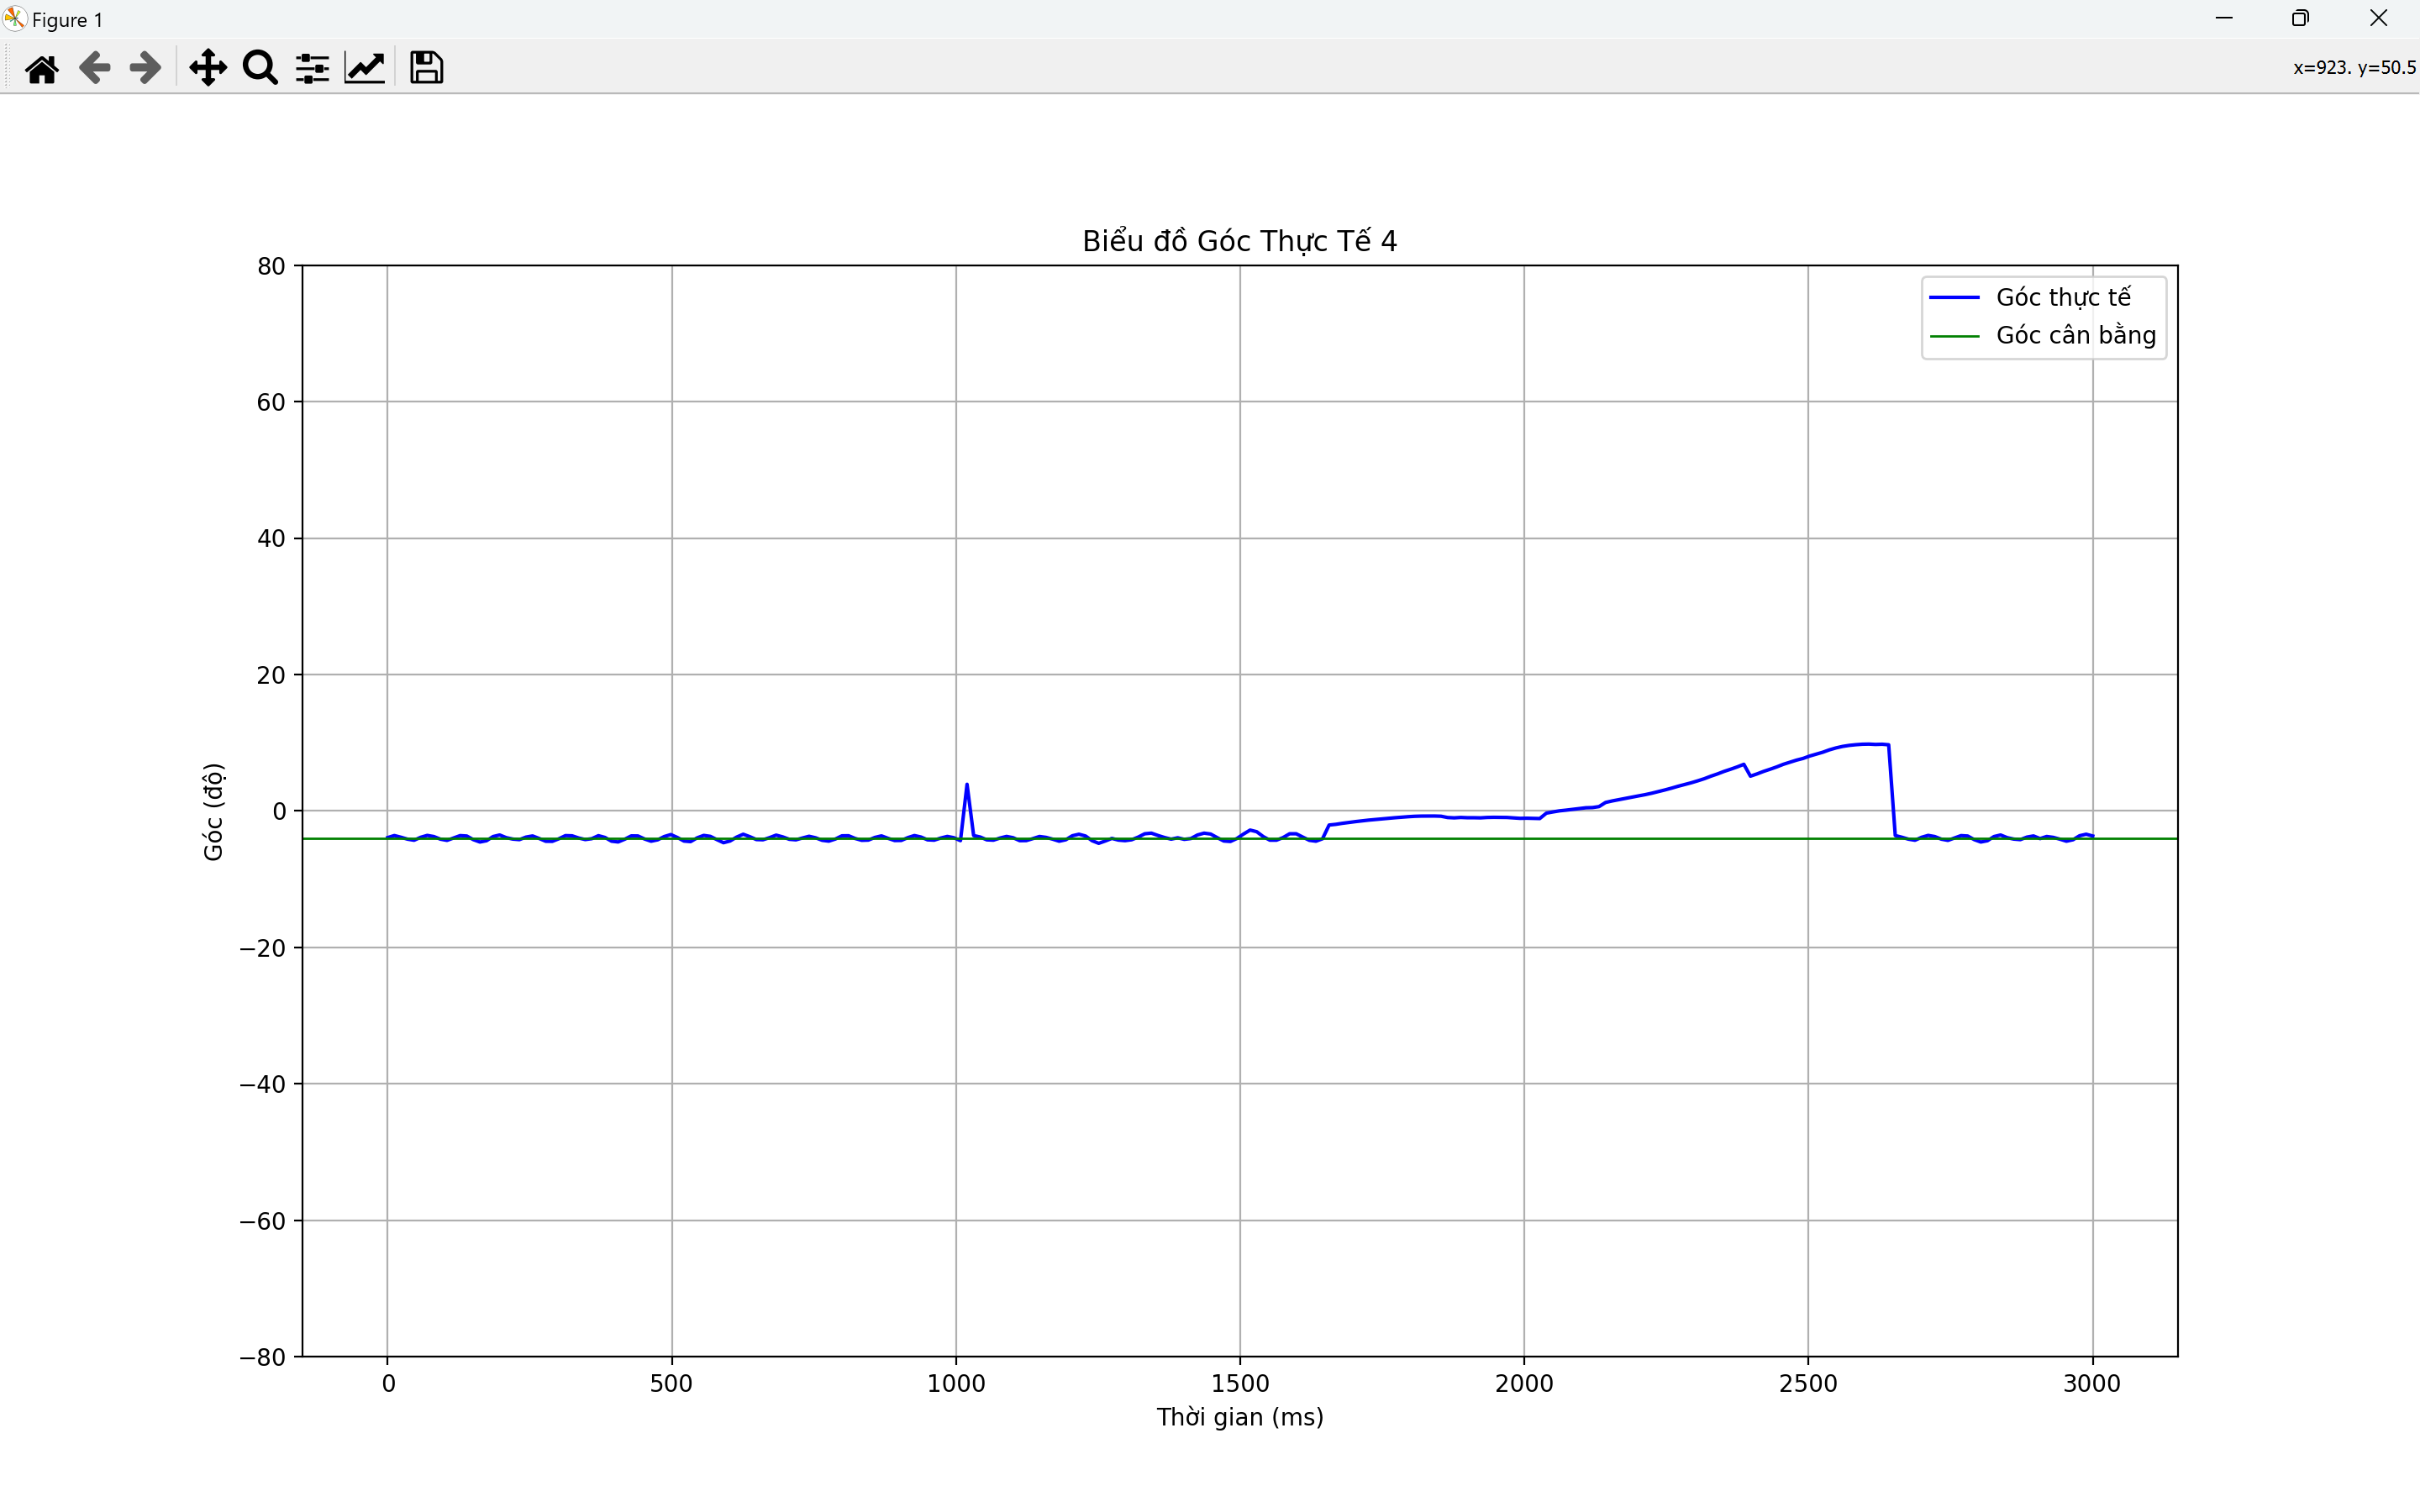 Figure 1
x=923. y=50.5
Biểu đồ Góc Thực Tế 4
Góc thực tế
Góc cân bằng
80
60
40
20
0
−20
−40
−60
−80
Góc (độ)
0 500 1000 1500 2000 2500 3000
Thời gian (ms)